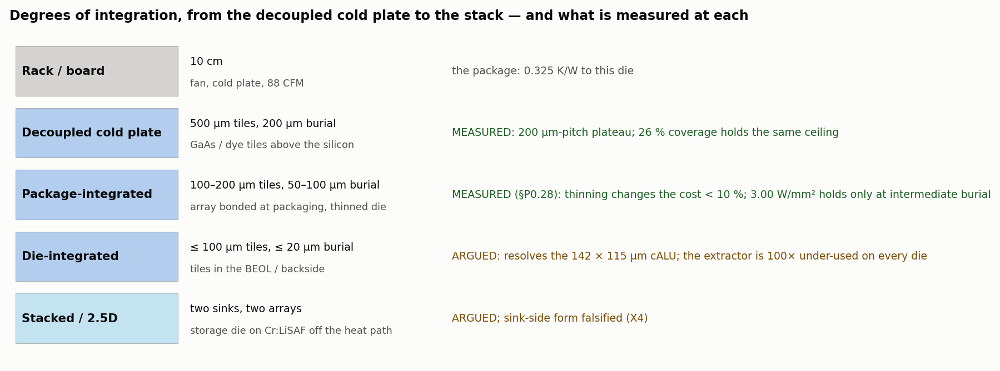 Degrees of integration, from the decoupled cold plate to the stack — and what is measured at each
Rack / board
10 cm
fan, cold plate, 88 CFM
the package: 0.325 K/W to this die
Decoupled cold plate
500 µm tiles, 200 µm burial
GaAs / dye tiles above the silicon
MEASURED: 200 µm-pitch plateau; 26 % coverage holds the same ceiling
Package-integrated
100–200 µm tiles, 50–100 µm burial
array bonded at packaging, thinned die
MEASURED (§P0.28): thinning changes the cost < 10 %; 3.00 W/mm² holds only at intermediate burial
Die-integrated
≤ 100 µm tiles, ≤ 20 µm burial
tiles in the BEOL / backside
ARGUED: resolves the 142 × 115 µm cALU; the extractor is 100× under-used on every die
Stacked / 2.5D
two sinks, two arrays
storage die on Cr:LiSAF off the heat path
ARGUED; sink-side form falsified (X4)